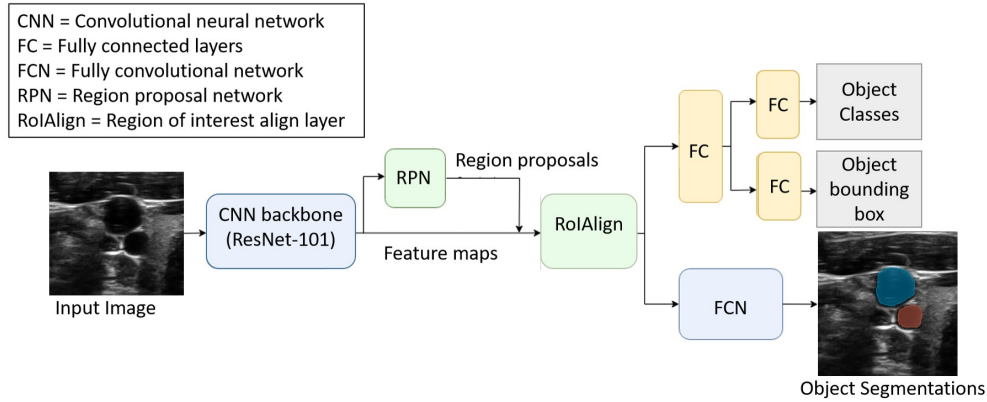 CNN = Convolutional neural network
FC = Fully connected layers
FCN = Fully convolutional network
RPN = Region proposal network
RoIAlign = Region of interest align layer
Input Image
CNN backbone
(ResNet-101)
RPN
Region proposals
Feature maps
RoIAlign
FC
FC
Object
Classes
FC
Object
bounding
box
FCN
Object Segmentations